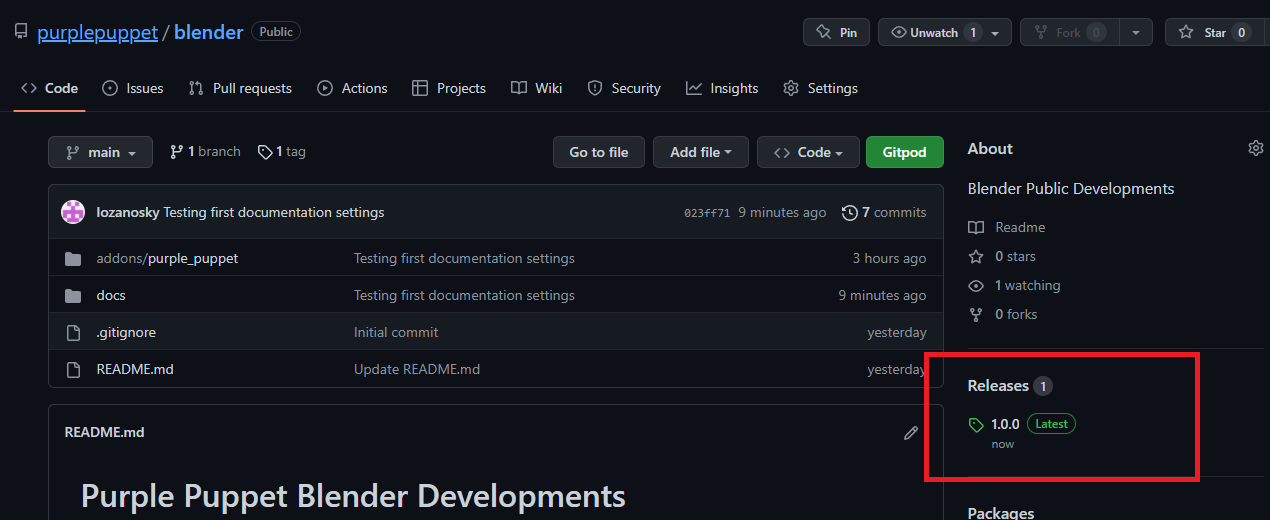 purplepuppet / blender Public
Pin
Unwatch 1
Fork 0
Star 0
Code
Issues
Pull requests
Actions
Projects
Wiki
Security
Insights
Settings
main
1 branch
1 tag
Go to file
Add file
Code
Gitpod
lozanosky Testing first documentation settings 023ff71 9 minutes ago 7 commits
addons/purple_puppet Testing first documentation settings 3 hours ago
docs Testing first documentation settings 9 minutes ago
.gitignore Initial commit yesterday
README.md Update README.md yesterday
README.md
Purple Puppet Blender Developments
About
Blender Public Developments
Readme
0 stars
1 watching
0 forks
Releases 1
1.0.0 Latest
now
Packages